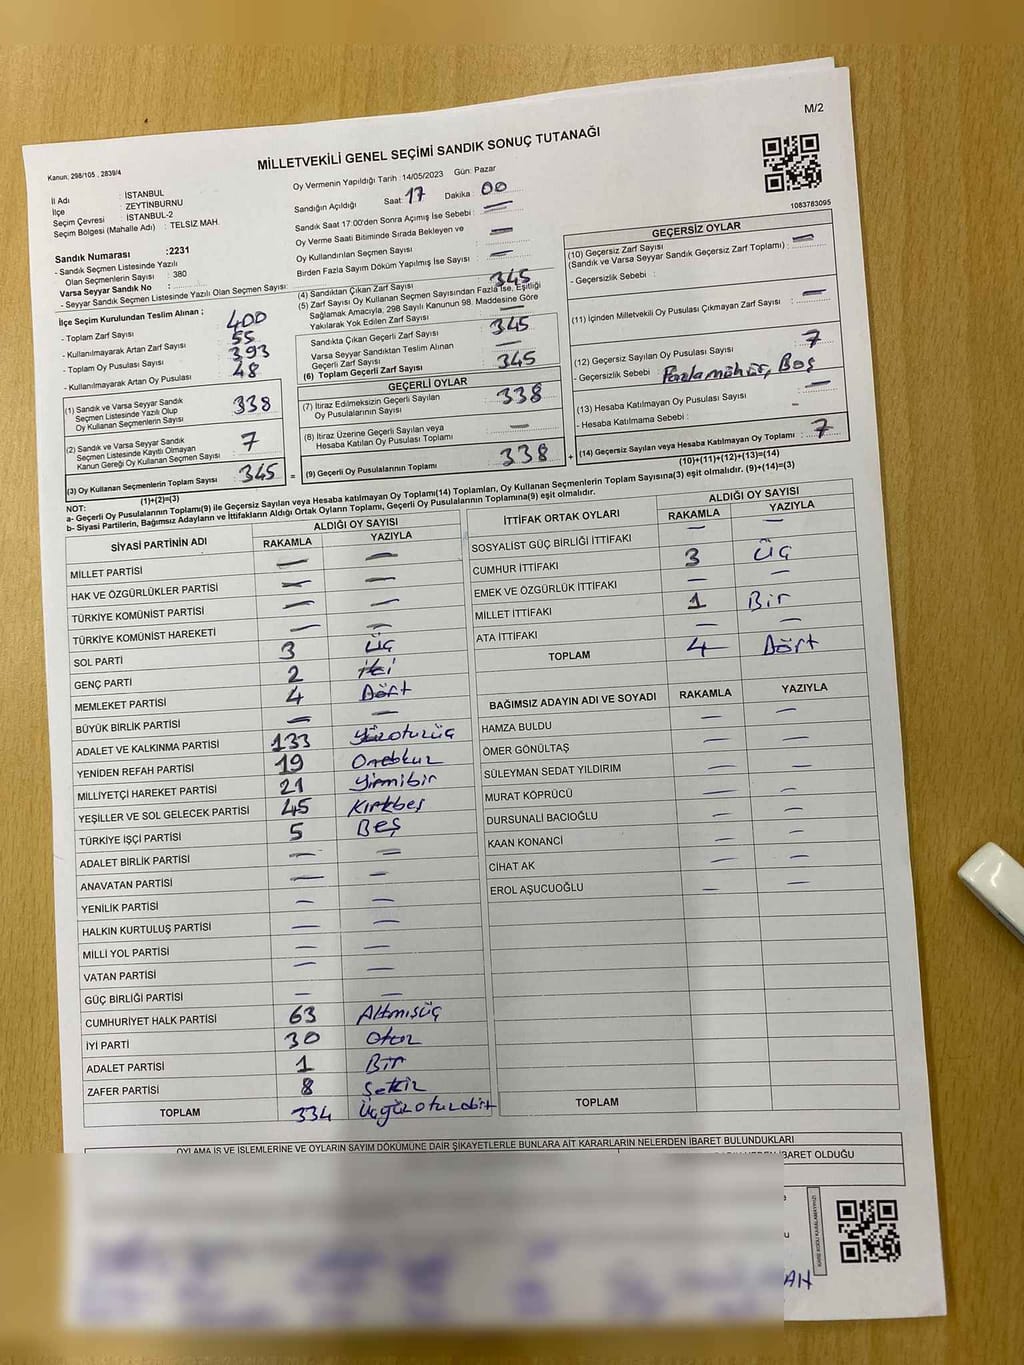 M/2
Kanun, 298/105 , 2839/4
MİLLETVEKİLİ GENEL SEÇİMİ SANDIK SONUÇ TUTANAĞI
1083783095
İl Adı : İSTANBUL
İlçe : ZEYTİNBURNU
Seçim Çevresi : İSTANBUL-2
Seçim Bölgesi (Mahalle Adı) : TELSİZ MAH.
Sandık Numarası :2231
- Sandık Seçmen Listesinde Yazılı
Olan Seçmenlerin Sayısı : 380
Varsa Seyyar Sandık No :
- Seyyar Sandık Seçmen Listesinde Yazılı Olan Seçmen Sayısı:
Oy Vermenin Yapıldığı Tarih : 14/05/2023 Gün: Pazar
Sandığın Açıldığı Saat: 17 Dakika : 00
Sandık Saat 17.00'den Sonra Açımış İse Sebebi : —
Oy Verme Saati Bitiminde Sırada Bekleyen ve
Oy Kullandırılan Seçmen Sayısı : —
Birden Fazla Sayım Döküm Yapılmış İse Sayısı : —
İlçe Seçim Kurulundan Teslim Alınan ;
- Toplam Zarf Sayısı : 400
- Kullanılmayarak Artan Zarf Sayısı : 55
- Toplam Oy Pusulası Sayısı : 393
- Kullanılmayarak Artan Oy Pusulası : 48
(1) Sandık ve Varsa Seyyar Sandık
Seçmen Listesinde Yazılı Olup
Oy Kullanan Seçmenlerin Sayısı : 338
(2) Sandık ve Varsa Seyyar Sandık
Seçmen Listesinde Kayıtlı Olmayan
Kanun Gereği Oy Kullanan Seçmen Sayısı : 7
(3) Oy Kullanan Seçmenlerin Toplam Sayısı : 345 =
(1)+(2)=(3)
(4) Sandıktan Çıkan Zarf Sayısı : 345
(5) Zarf Sayısı Oy Kullanan Seçmen Sayısından Fazla İse, Eşitliği
Sağlamak Amacıyla, 298 Sayılı Kanunun 98. Maddesine Göre
Yakılarak Yok Edilen Zarf Sayısı : —
Sandıkta Çıkan Geçerli Zarf Sayısı : 345
Varsa Seyyar Sandıktan Teslim Alınan
Geçerli Zarf Sayısı : —
(6) Toplam Geçerli Zarf Sayısı : 345
GEÇERLİ OYLAR
(7) İtiraz Edilmeksizin Geçerli Sayılan
Oy Pusulalarının Sayısı : 338
(8) İtiraz Üzerine Geçerli Sayılan veya
Hesaba Katılan Oy Pusulası Toplamı : —
(9) Geçerli Oy Pusulalarının Toplamı : 338 +
GEÇERSİZ OYLAR
(10) Geçersiz Zarf Sayısı
(Sandık ve Varsa Seyyar Sandık Geçersiz Zarf Toplamı) : —
- Geçersizlik Sebebi :
(11) İçinden Milletvekili Oy Pusulası Çıkmayan Zarf Sayısı : —
(12) Geçersiz Sayılan Oy Pusulası Sayısı : 7
- Geçersizlik Sebebi : Fazla mühür, Boş
(13) Hesaba Katılmayan Oy Pusulası Sayısı : —
- Hesaba Katılmama Sebebi : -
(14) Geçersiz Sayılan veya Hesaba Katılmayan Oy Toplamı : 7
(10)+(11)+(12)+(13)=(14)
NOT:
a- Geçerli Oy Pusulalarının Toplamı(9) ile Geçersiz Sayılan veya Hesaba katılmayan Oy Toplamı(14) Toplamları, Oy Kullanan Seçmenlerin Toplam Sayısına(3) eşit olmalıdır. (9)+(14)=(3)
b- Siyasi Partilerin, Bağımsız Adayların ve İttifakların Aldığı Ortak Oyların Toplamı, Geçerli Oy Pusulalarının Toplamına(9) eşit olmalıdır.
SİYASİ PARTİNİN ADI ALDIĞI OY SAYISI
RAKAMLA YAZIYLA
MİLLET PARTİSİ — —
HAK VE ÖZGÜRLÜKLER PARTİSİ — —
TÜRKİYE KOMÜNİST PARTİSİ — —
TÜRKİYE KOMÜNİST HAREKETİ — —
SOL PARTİ 3 Üç
GENÇ PARTİ 2 İki
MEMLEKET PARTİSİ 4 Dört
BÜYÜK BİRLİK PARTİSİ — —
ADALET VE KALKINMA PARTİSİ 133 Yüzotuzüç
YENİDEN REFAH PARTİSİ 19 Ondokuz
MİLLİYETÇİ HAREKET PARTİSİ 21 Yirmibir
YEŞİLLER VE SOL GELECEK PARTİSİ 45 Kırkbeş
TÜRKİYE İŞÇİ PARTİSİ 5 Beş
ADALET BİRLİK PARTİSİ — —
ANAVATAN PARTİSİ — —
YENİLİK PARTİSİ — —
HALKIN KURTULUŞ PARTİSİ — —
MİLLİ YOL PARTİSİ — —
VATAN PARTİSİ — —
GÜÇ BİRLİĞİ PARTİSİ — —
CUMHURİYET HALK PARTİSİ 63 Altmışüç
İYİ PARTİ 30 Otuz
ADALET PARTİSİ 1 Bir
ZAFER PARTİSİ 8 Sekiz
TOPLAM 334
İTTİFAK ORTAK OYLARI ALDIĞI OY SAYISI
RAKAMLA YAZIYLA
SOSYALİST GÜÇ BİRLİĞİ İTTİFAKI — —
CUMHUR İTTİFAKI 3 Üç
EMEK VE ÖZGÜRLÜK İTTİFAKI — —
MİLLET İTTİFAKI 1 Bir
ATA İTTİFAKI — —
TOPLAM 4 Dört
BAĞIMSIZ ADAYIN ADI VE SOYADI RAKAMLA YAZIYLA
HAMZA BULDU — —
ÖMER GÖNÜLTAŞ — —
SÜLEYMAN SEDAT YILDIRIM — —
MURAT KÖPRÜCÜ — —
DURSUNALİ BACIOĞLU — —
KAAN KONANCİ — —
CİHAT AK — —
EROL AŞUCUOĞLU — —
TOPLAM
OYLAMA İŞ VE İŞLEMLERİNE VE OYLARIN SAYIM DÖKÜMÜNE DAİR ŞİKAYETLERLE BUNLARA AİT KARARLARIN NELERDEN İBARET BULUNDUKLARI
İBARET OLDUĞU